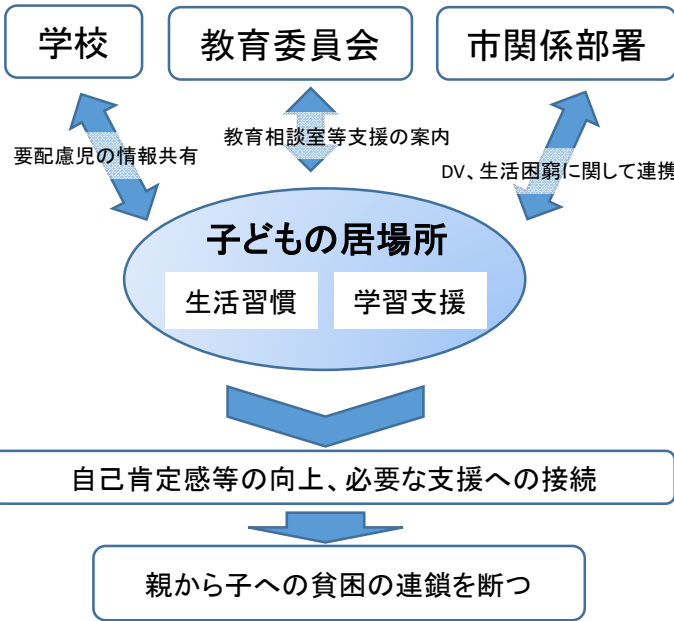 学校
教育委員会
市関係部署
要配慮児の情報共有
教育相談室等支援の案内
DV、生活困窮に関して連携
子どもの居場所
生活習慣
学習支援
自己肯定感等の向上、必要な支援への接続
親から子への貧困の連鎖を断つ